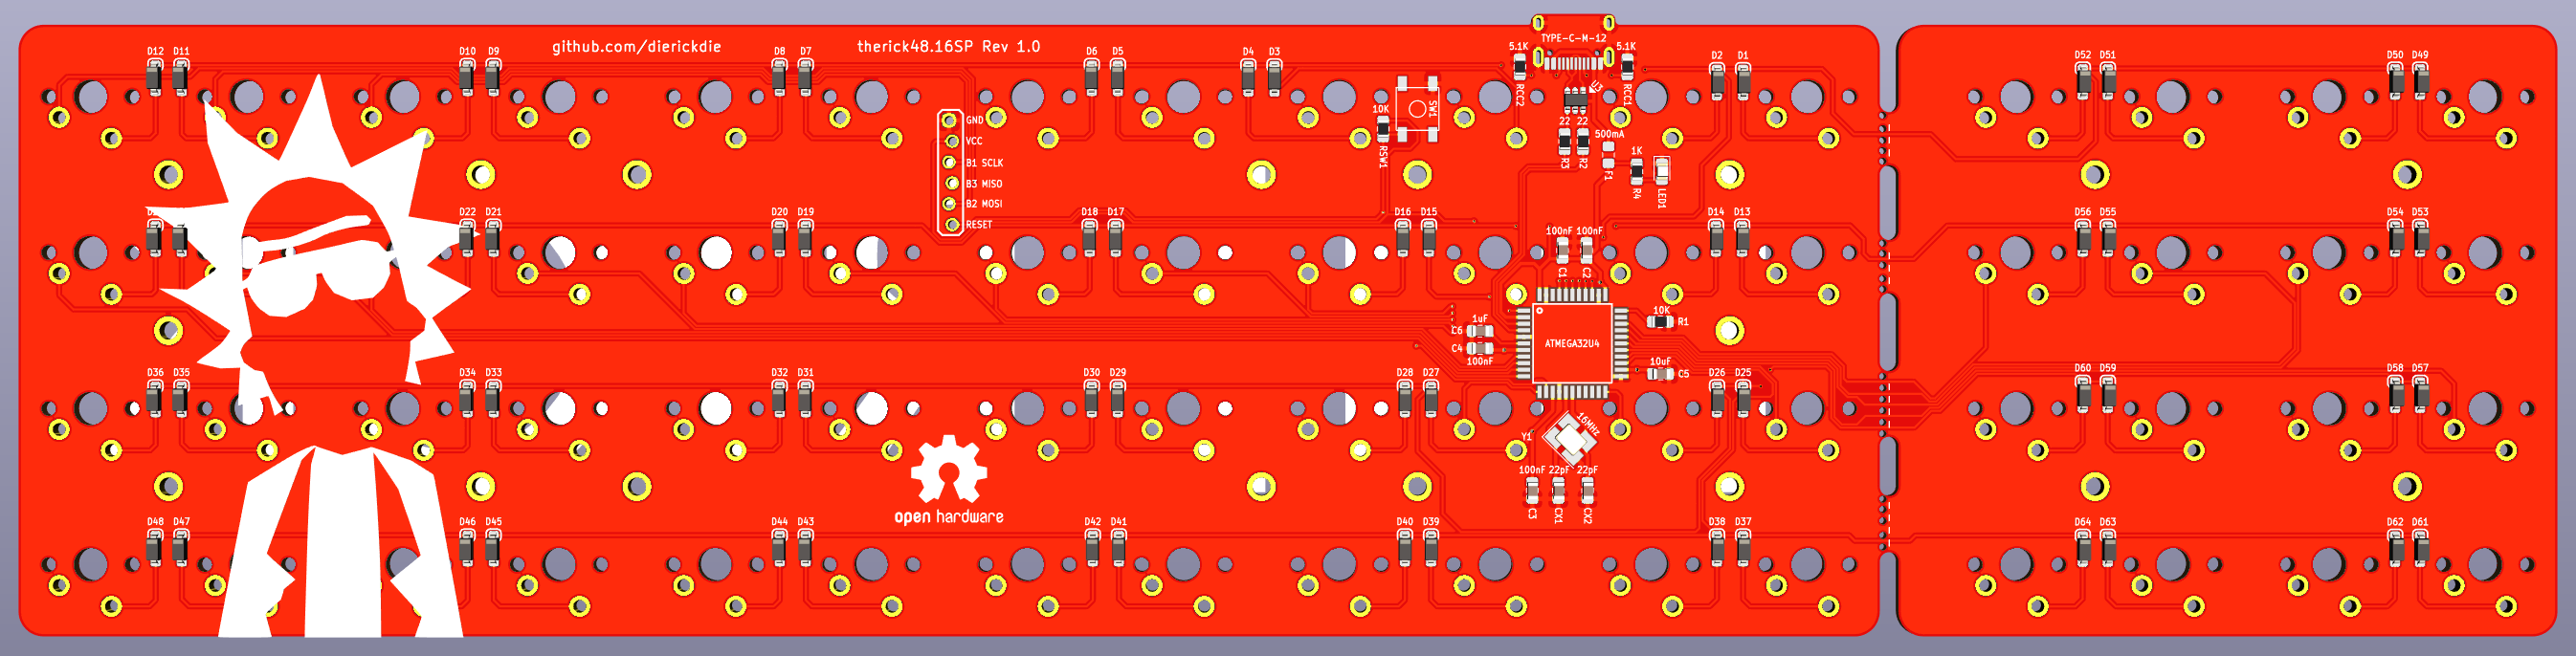 github.com/dierickdie
therick48.16SP Rev 1.0
TYPE-C-M-12
D12 D11 D10 D9 D8 D7 D6 D5 D4 D3
5.1K 5.1K
D2 D1 D52 D51 D50 D49
RCC2 U3 RCC1
SW1
10K
RSW1
22 22
R3 R2
500mA
F1
1K
R4
LED1
GND
VCC
B1 SCLK
B3 MISO
B2 MOSI
RESET
D22 D21 D20 D19 D18 D17 D16 D15 D14 D13 D56 D55 D54 D53
100nF 100nF
C1 C2
1uF
C6
C4
100nF
ATMEGA32U4
10K
R1
10uF
C5
D36 D35 D34 D33 D32 D31 D30 D29 D28 D27 D26 D25 D60 D59 D58 D57
16MHz
Y1
100nF 22pF 22pF
C3 CX1 CX2
open hardware
D48 D47 D46 D45 D44 D43 D42 D41 D40 D39 D38 D37 D64 D63 D62 D61